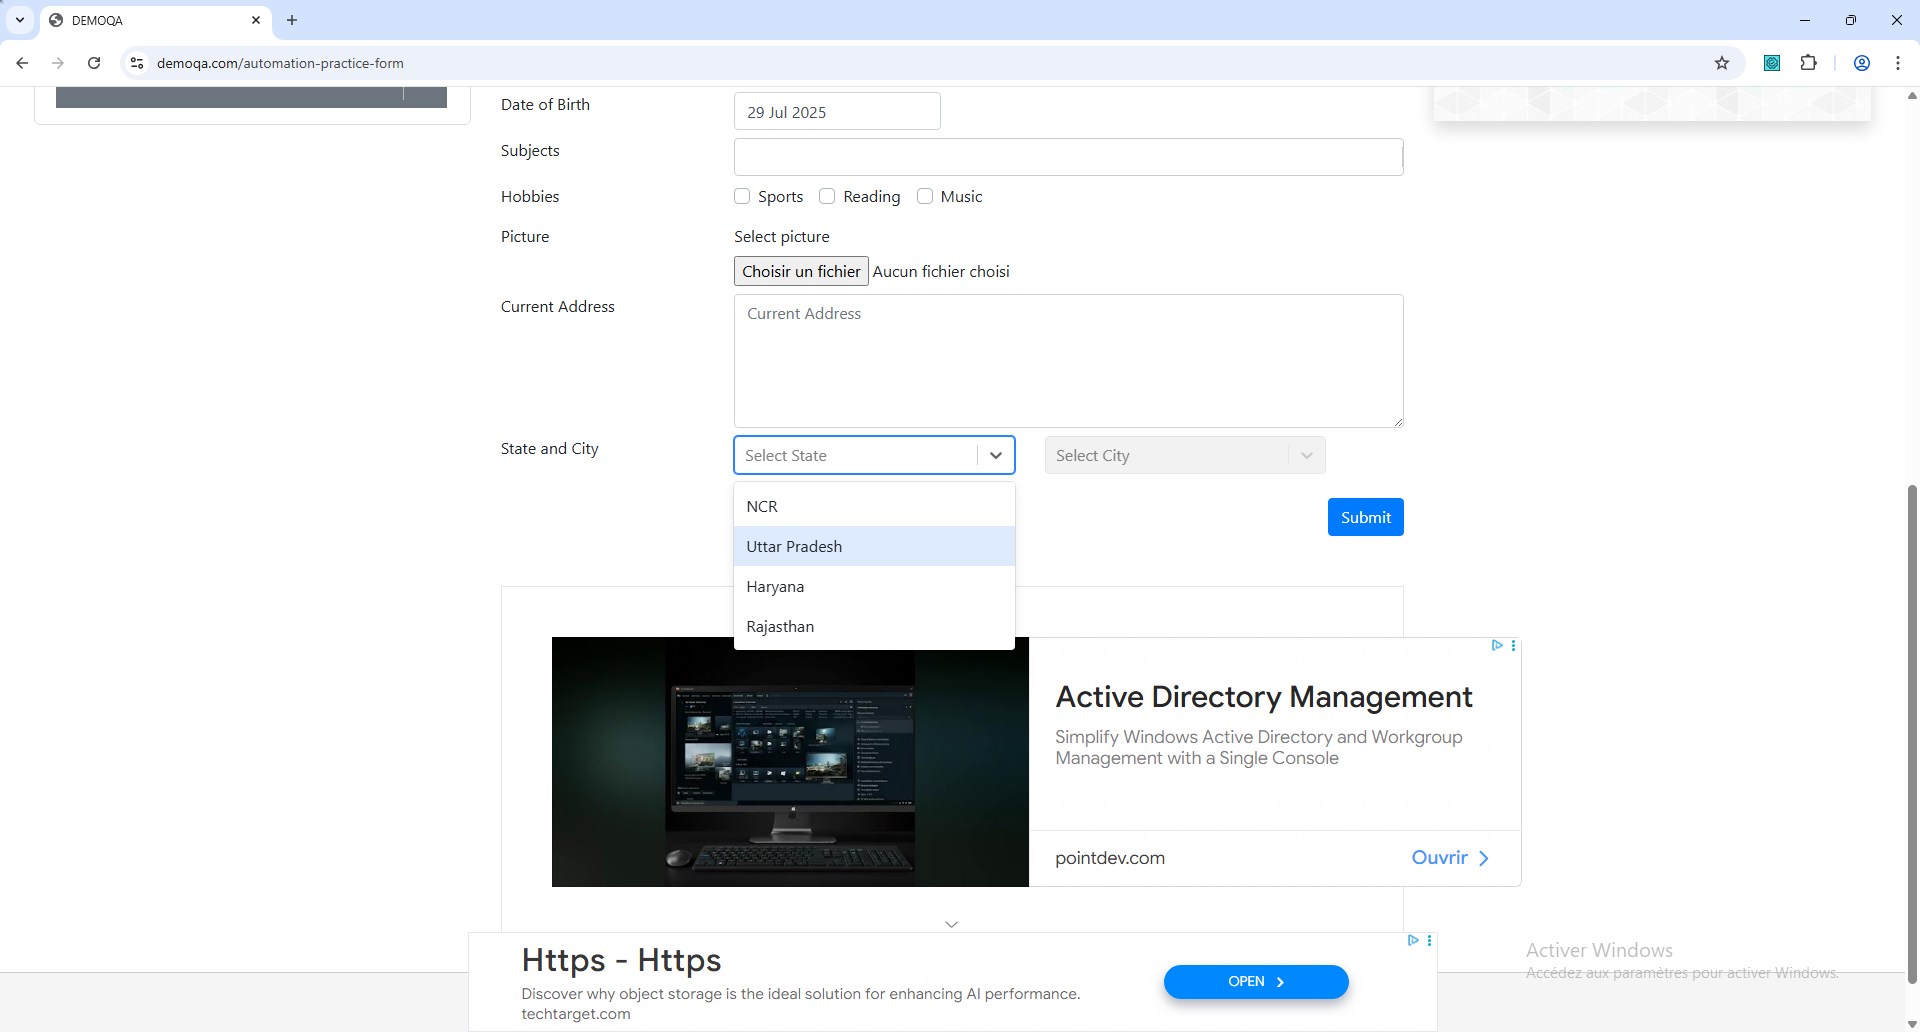 DEMOQA
demoqa.com/automation-practice-form
Date of Birth
29 Jul 2025
Subjects
Hobbies
Sports
Reading
Music
Picture
Select picture
Choisir un fichier Aucun fichier choisi
Current Address
Current Address
State and City
Select State
Select City
NCR
Uttar Pradesh
Haryana
Rajasthan
Submit
Active Directory Management
Simplify Windows Active Directory and Workgroup
Management with a Single Console
pointdev.com
Ouvrir
Https - Https
Discover why object storage is the ideal solution for enhancing AI performance.
techtarget.com
OPEN
Activer Windows
Accédez aux paramètres pour activer Windows.